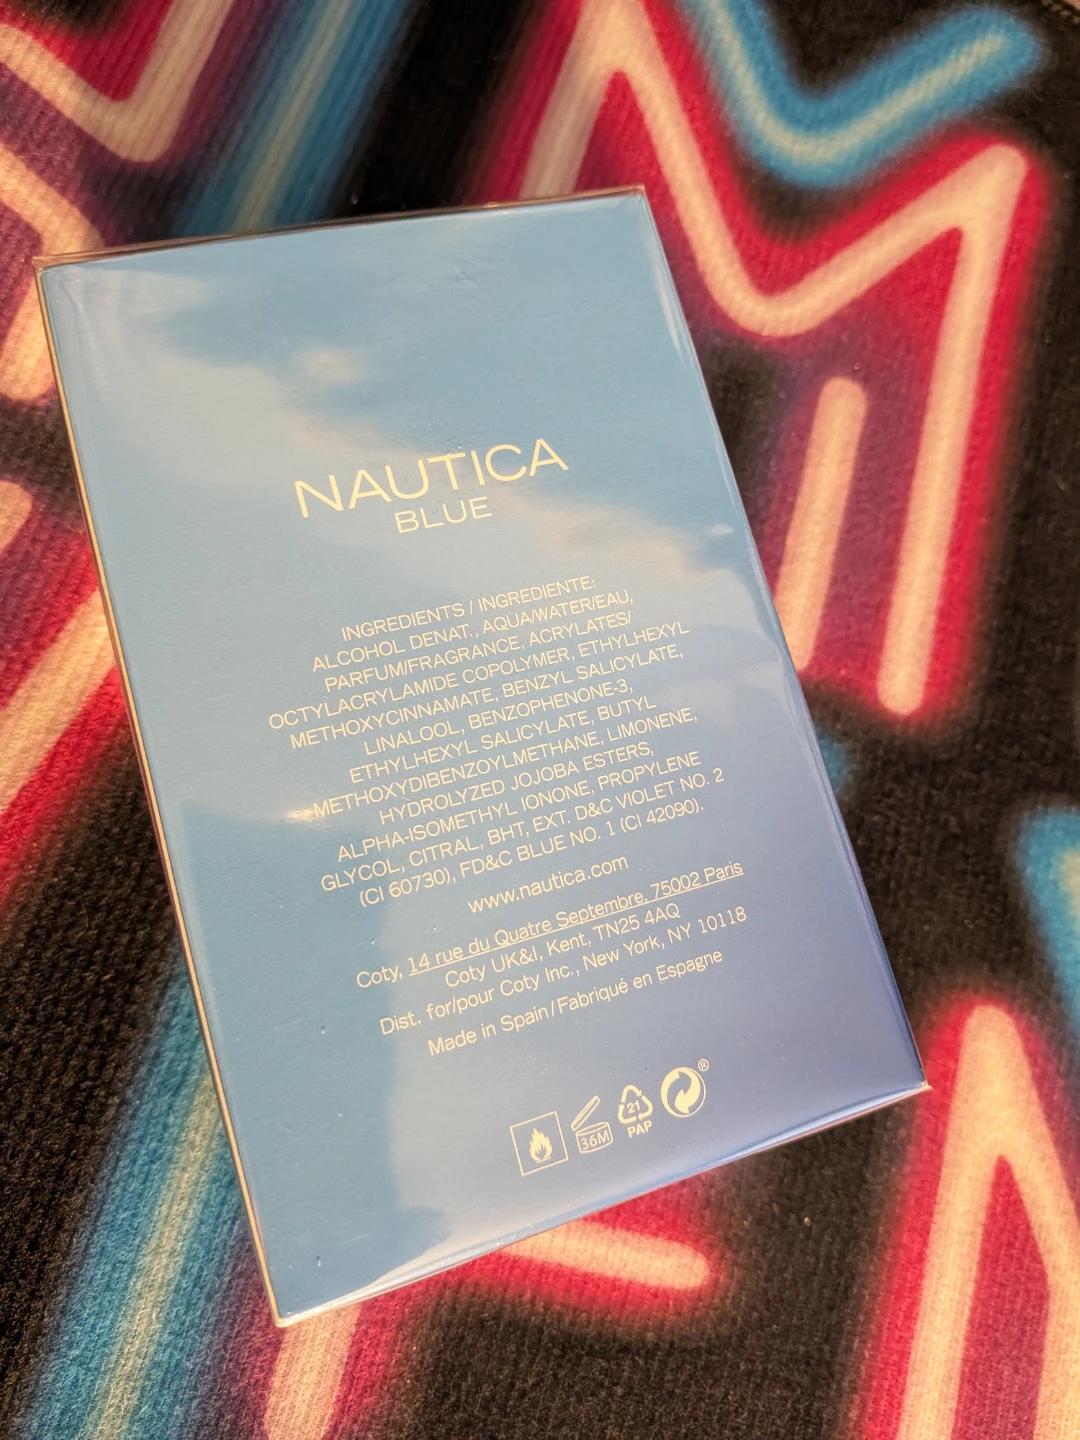 NAUTICA
BLUE
INGREDIENTS / INGREDIENTE:
ALCOHOL DENAT., AQUA/WATER/EAU,
PARFUM/FRAGRANCE, ACRYLATES/
OCTYLACRYLAMIDE COPOLYMER, ETHYLHEXYL
METHOXYCINNAMATE, BENZYL SALICYLATE,
LINALOOL, BENZOPHENONE-3,
ETHYLHEXYL SALICYLATE, BUTYL
METHOXYDIBENZOYLMETHANE, LIMONENE,
HYDROLYZED JOJOBA ESTERS,
ALPHA-ISOMETHYL IONONE, PROPYLENE
GLYCOL, CITRAL, BHT, EXT. D&C VIOLET NO. 2
(CI 60730), FD&C BLUE NO. 1 (CI 42090).
www.nautica.com
Coty, 14 rue du Quatre Septembre, 75002 Paris
Coty UK&I, Kent, TN25 4AQ
Dist. for/pour Coty Inc., New York, NY 10118
Made in Spain/Fabriqué en Espagne
36M
21
PAP
®